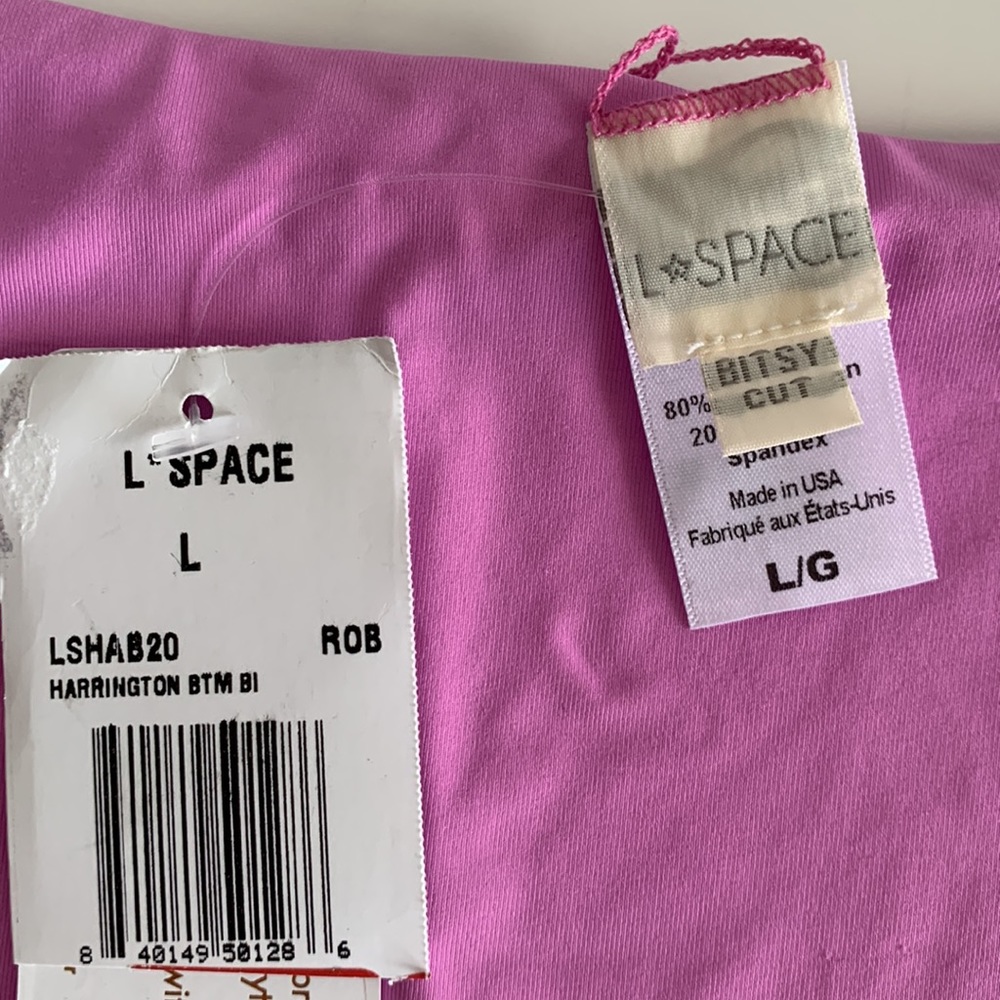 L*SPACE
L
LSHAB20 ROB
HARRINGTON BTM BI
8 40149 50128 6
L*SPACE
BITSY
CUT
80%
20
Spandex
Made in USA
Fabriqué aux États-Unis
L/G